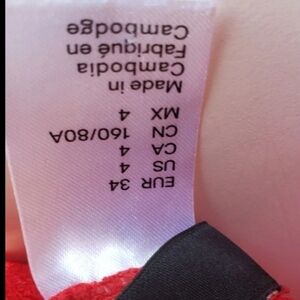 EUR 34
US 4
CA 4
CN 160/80A
MX 4
Made in
Cambodia
Fabriqué en
Cambodge